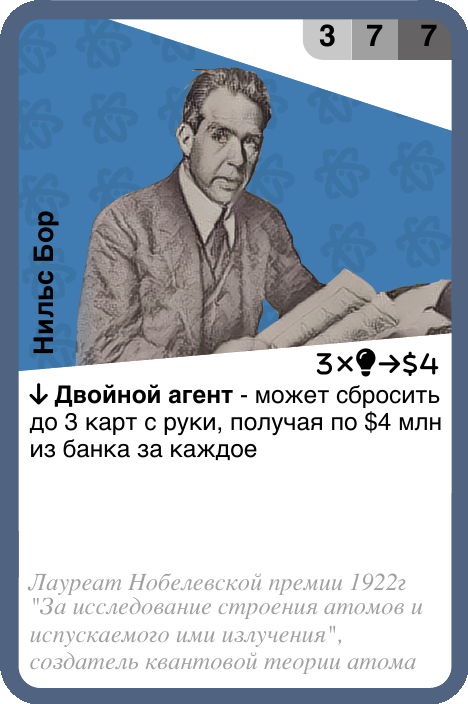 3 7 7
Нильс Бор
3×→$4
↓ Двойной агент - может сбросить
до 3 карт с руки, получая по $4 млн
из банка за каждое
Лауреат Нобелевской премии 1922г
"За исследование строения атомов и
испускаемого ими излучения",
создатель квантовой теории атома